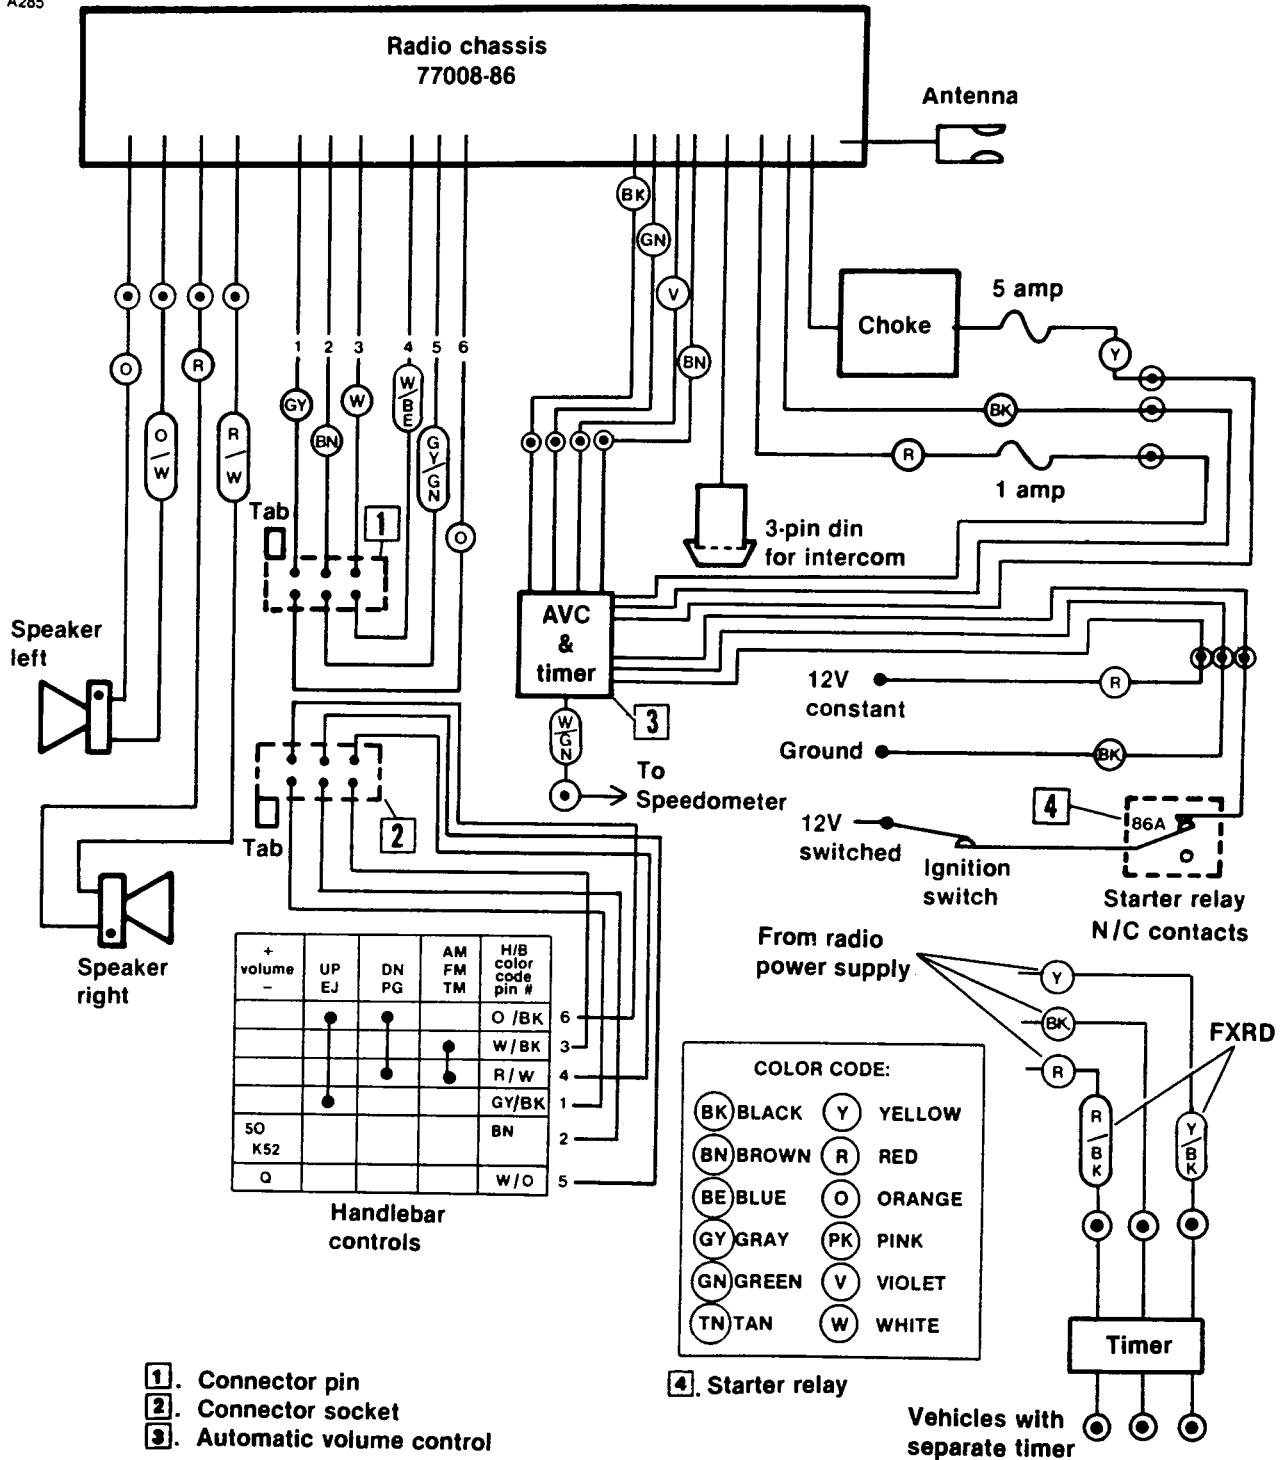 A285
Radio chassis
77008-86
Antenna
BK
GN
V
BN
5 amp
Choke
Y
BK
R
1 amp
O
R
O/W
R/W
1 2 3 4 5 6
GY
BN
W
W/BE
GY/GN
O
Tab
1
3-pin din
for intercom
AVC
&
timer
3
W/GN
To
Speedometer
Speaker
left
12V
constant
R
Ground
BK
12V
switched
Ignition
switch
4
86A
Starter relay
N/C contacts
2
Tab
Speaker
right
+
volume
-
UP
EJ
DN
PG
AM
FM
TM
H/B
color
code
pin #
O/BK 6
W/BK 3
R/W 4
GY/BK 1
50
K52
BN 2
Q
W/O 5
Handlebar
controls
From radio
power supply
Y
BK
R
FXRD
R/BK
Y/BK
COLOR CODE:
BK BLACK Y YELLOW
BN BROWN R RED
BE BLUE O ORANGE
GY GRAY PK PINK
GN GREEN V VIOLET
TN TAN W WHITE
Timer
Vehicles with
separate timer
1. Connector pin
2. Connector socket
3. Automatic volume control
4. Starter relay